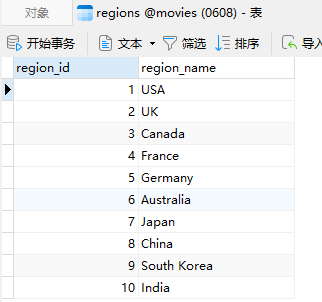 对象 regions @movies (0608) - 表
开始事务 文本 筛选 排序 导入
region_id region_name
1 USA
2 UK
3 Canada
4 France
5 Germany
6 Australia
7 Japan
8 China
9 South Korea
10 India